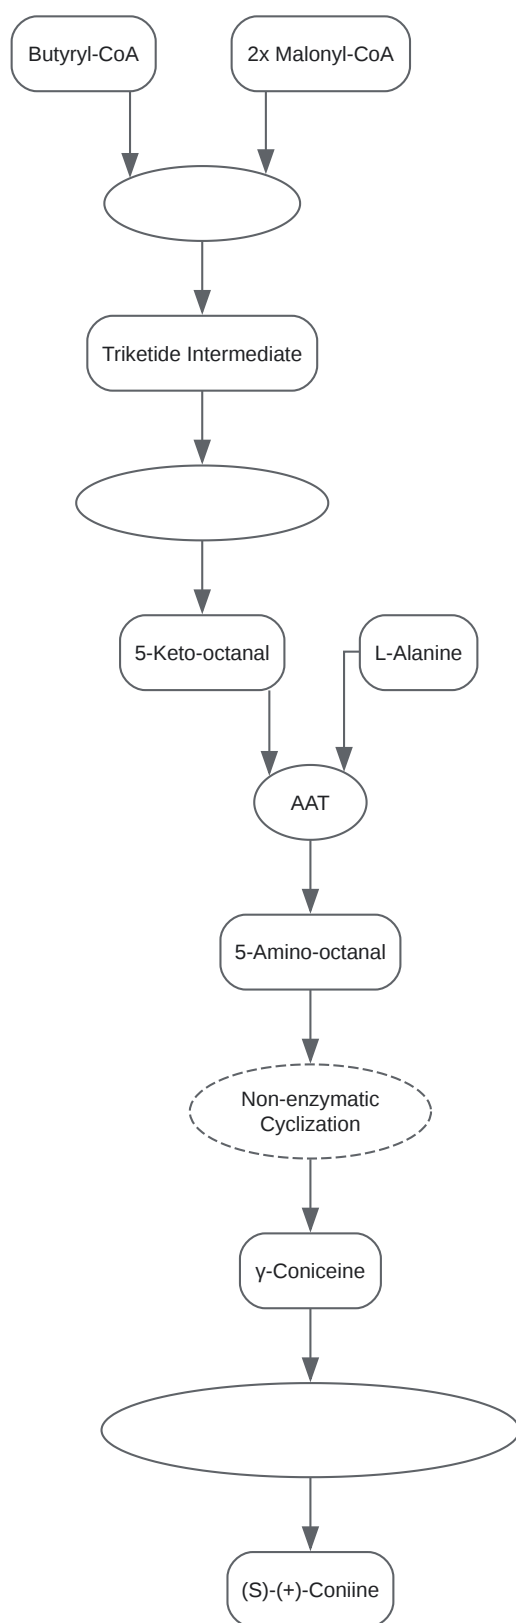 Butyryl-CoA
2x Malonyl-CoA
Triketide Intermediate
5-Keto-octanal
L-Alanine
AAT
5-Amino-octanal
Non-enzymatic
Cyclization
γ-Coniceine
(S)-(+)-Coniine